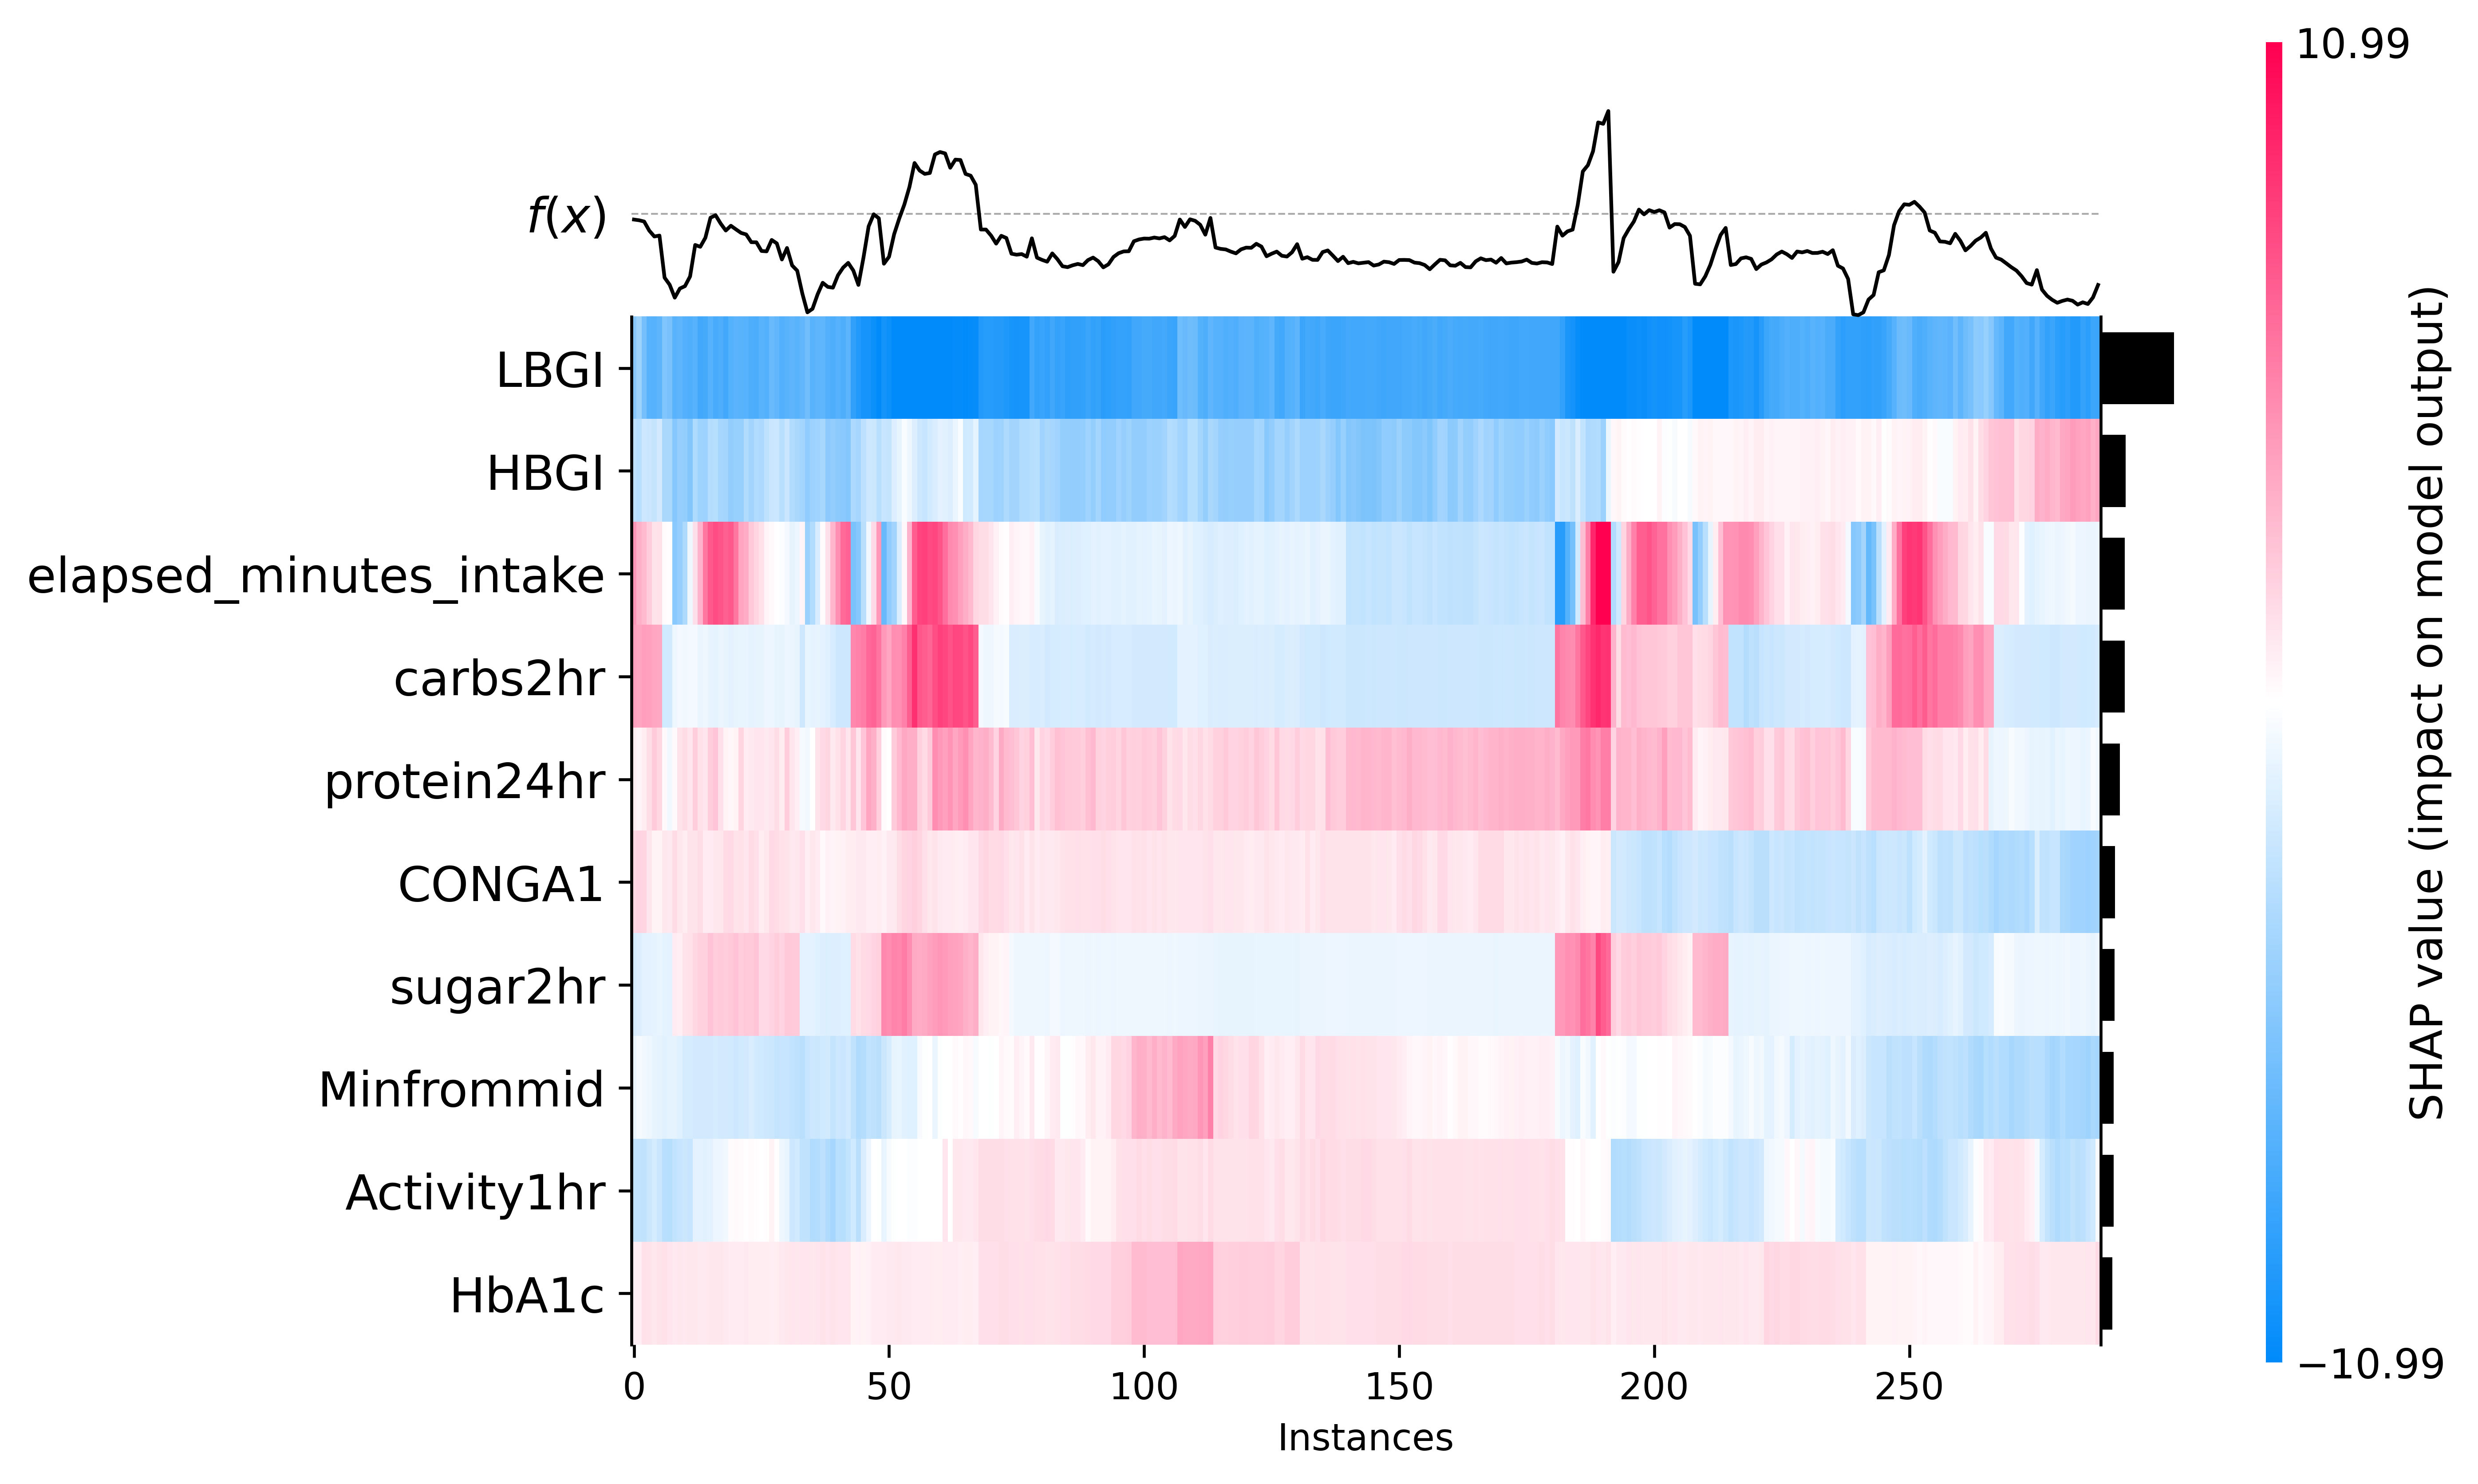 10.99
f(x)
LBGI
HBGI
elapsed_minutes_intake
carbs2hr
protein24hr
CONGA1
sugar2hr
Minfrommid
Activity1hr
HbA1c
SHAP value (impact on model output)
−10.99
0 50 100 150 200 250
Instances